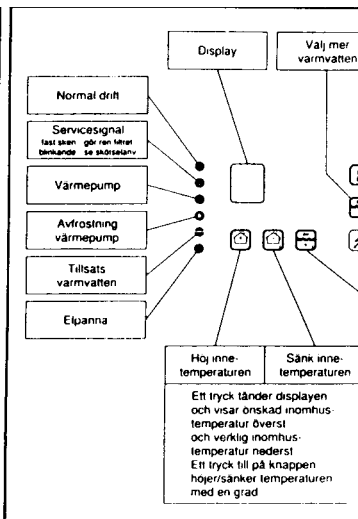 Display
Välj mer
varmvatten
Normal drift
Servicesignal
fast sken gör ren filtret
blinkande se skötselanv
Värmepump
Avfrostning
värmepump
Tillsats
varmvatten
Elpanna
Höj inne-
temperaturen
Sänk inne-
temperaturen
Ett tryck tänder displayen
och visar önskad inomhus-
temperatur överst
och verklig inomhus-
temperatur nederst
Ett tryck till på knappen
höjer/sänker temperaturen
med en grad